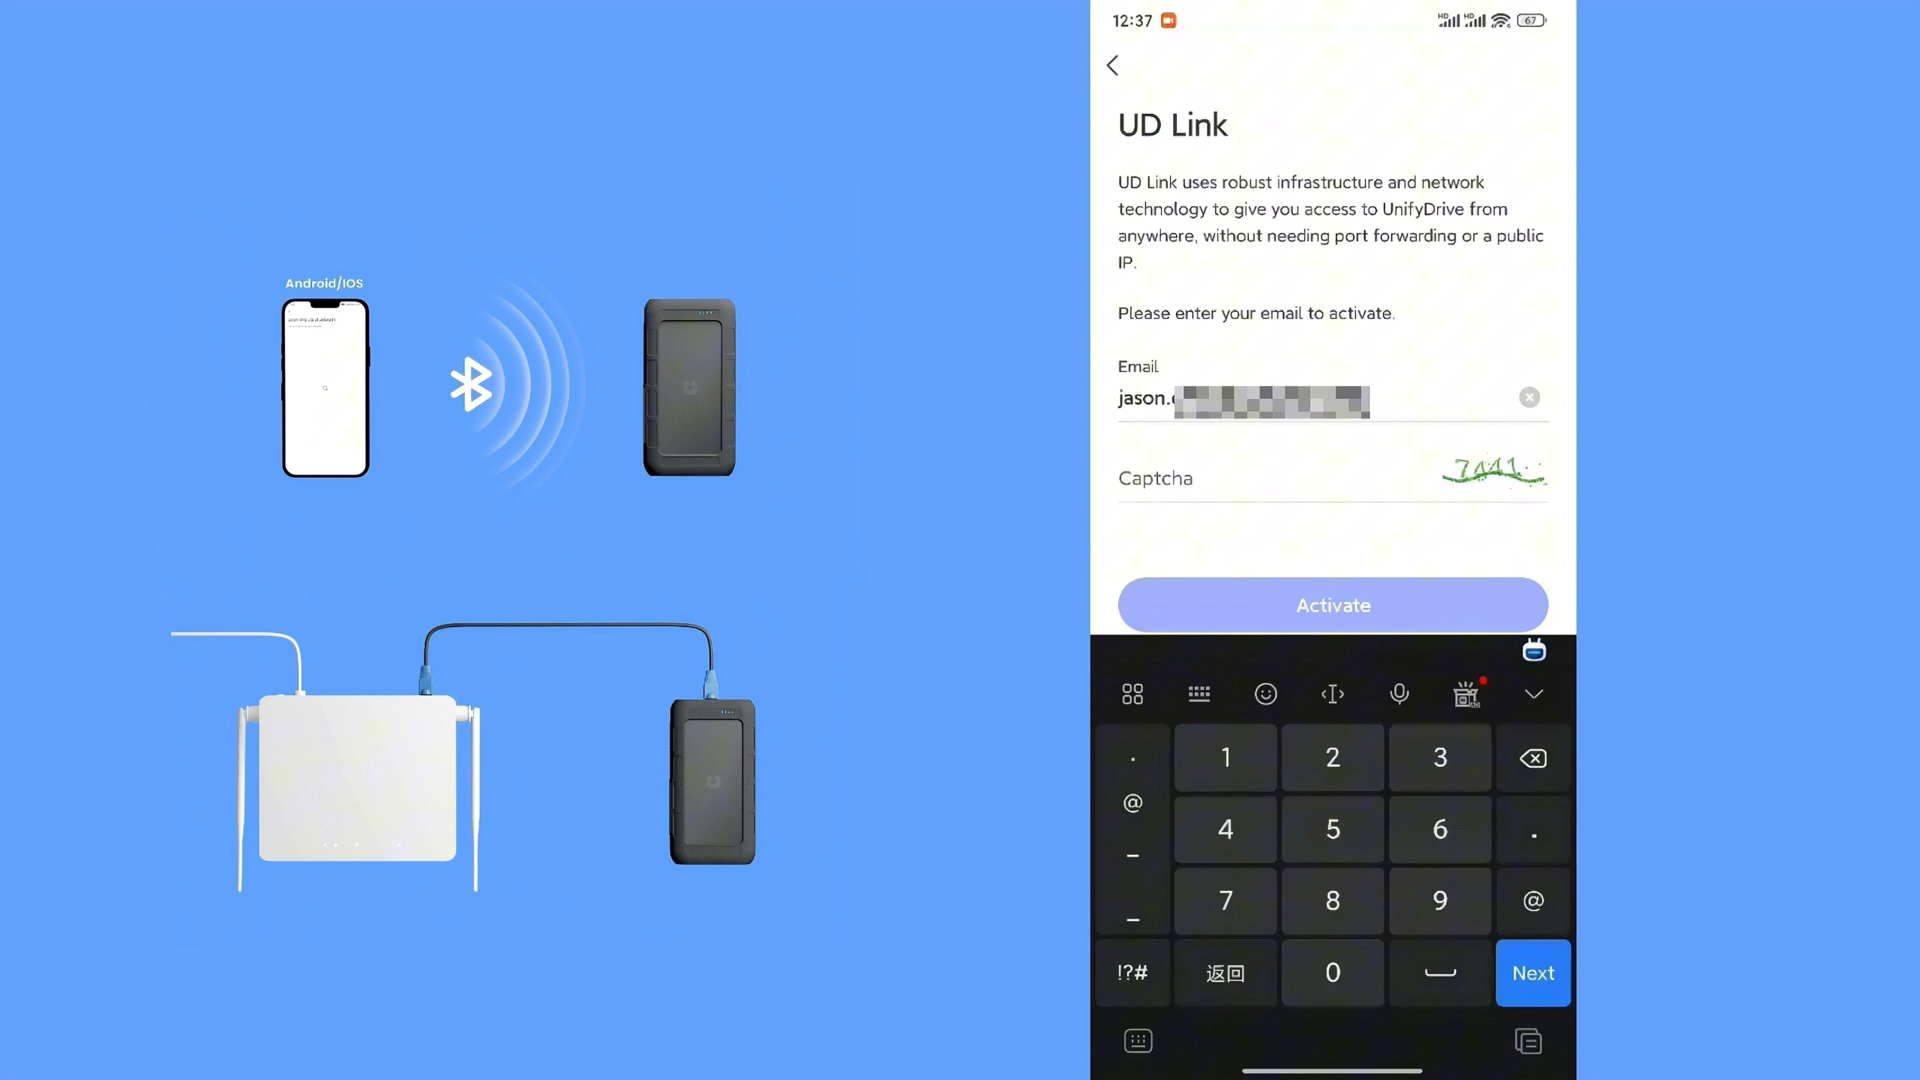 Android/IOS
12:37
67
UD Link
UD Link uses robust infrastructure and network
technology to give you access to UnifyDrive from
anywhere, without needing port forwarding or a public
IP.
Please enter your email to activate.
Email
jason.
Captcha
Activate
1
2
3
@
4
5
6
.
7
8
9
@
!?#
返回
0
Next